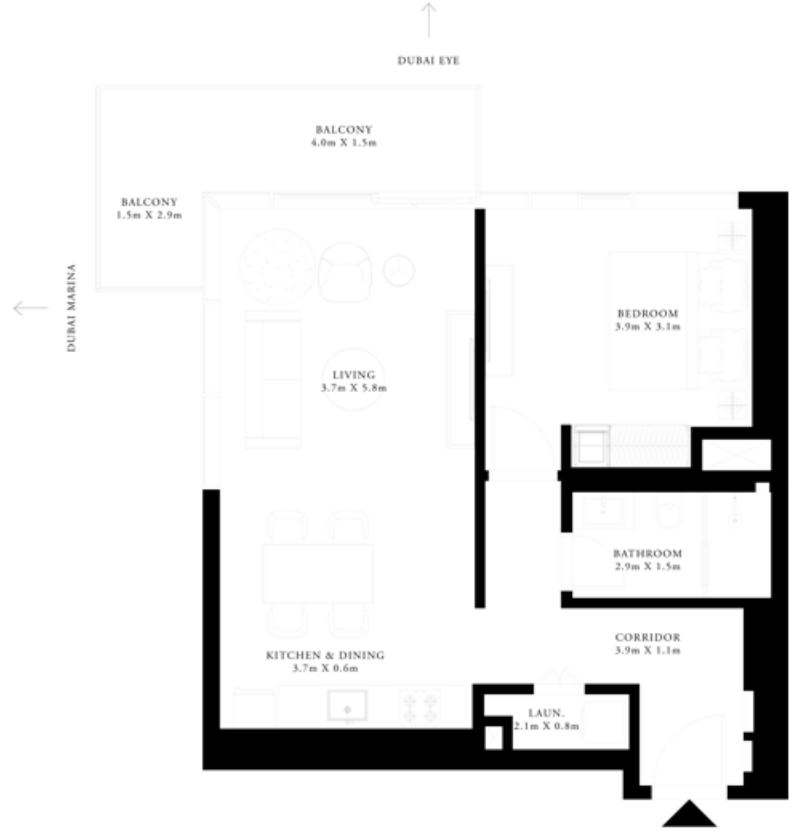 DUBAI EYE
BALCONY
4.0m X 1.5m
BALCONY
1.5m X 2.9m
DUBAI MARINA
BEDROOM
3.9m X 3.1m
LIVING
3.7m X 5.8m
BATHROOM
2.9m X 1.5m
CORRIDOR
3.9m X 1.1m
KITCHEN & DINING
3.7m X 0.6m
LAUN.
2.1m X 0.8m